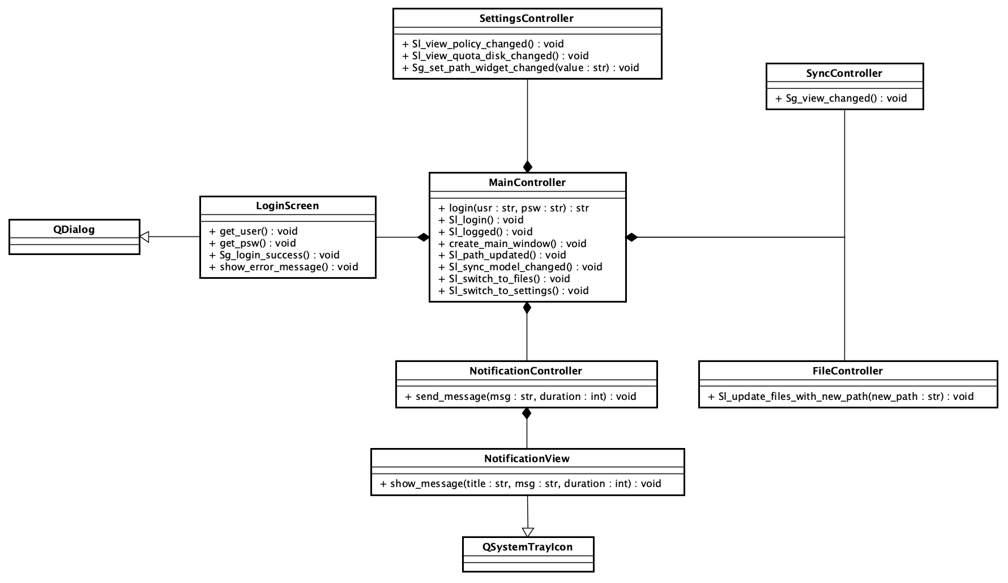 SettingsController
+ Sl_view_policy_changed() : void
+ Sl_view_quota_disk_changed() : void
+ Sg_set_path_widget_changed(value : str) : void
SyncController
+ Sg_view_changed() : void
MainController
+ login(usr : str, psw : str) : str
+ Sl_login() : void
+ Sl_logged() : void
+ create_main_window() : void
+ Sl_path_updated() : void
+ Sl_sync_model_changed() : void
+ Sl_switch_to_files() : void
+ Sl_switch_to_settings() : void
LoginScreen
+ get_user() : void
+ get_psw() : void
+ Sg_login_success() : void
+ show_error_message() : void
QDialog
NotificationController
+ send_message(msg : str, duration : int) : void
FileController
+ Sl_update_files_with_new_path(new_path : str) : void
NotificationView
+ show_message(title : str, msg : str, duration : int) : void
QSystemTrayIcon